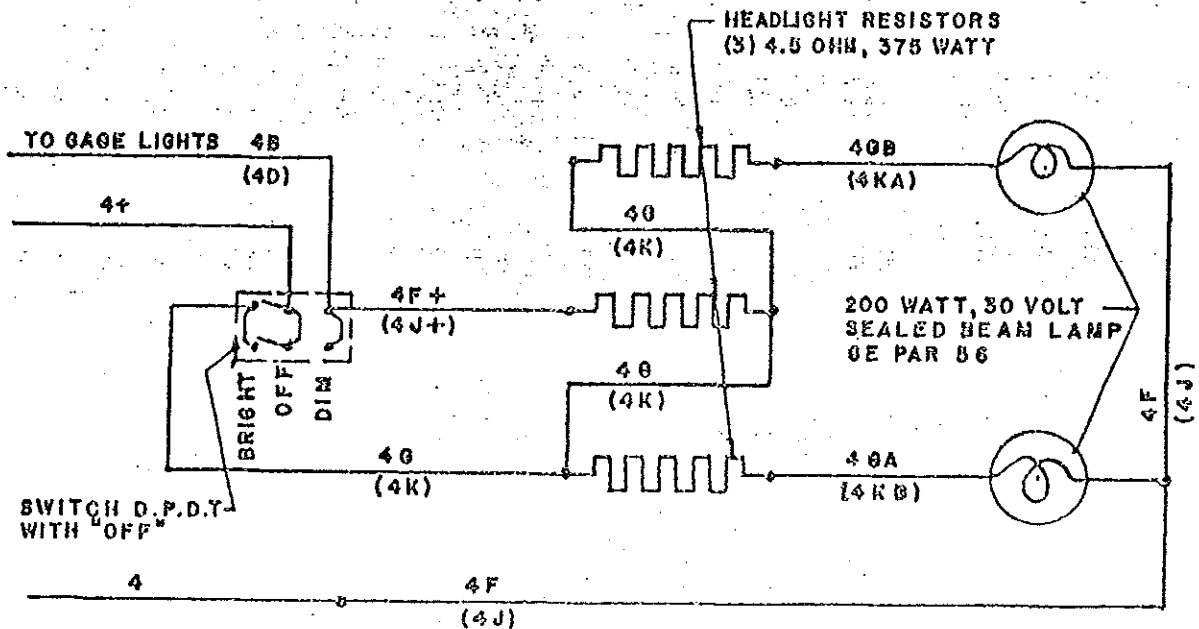 HEADLIGHT RESISTORS
(3) 4.5 OHM, 375 WATT
TO GAGE LIGHTS 4B
(4D)
4+
4GB
(4KA)
4G
(4K)
4F+
(4J+)
200 WATT, 30 VOLT
SEALED BEAM LAMP
GE PAR 56
4G
(4K)
4F
(4J)
BRIGHT
OFF
DIM
4G
(4K)
4GA
(4KB)
SWITCH D.P.D.T
WITH "OFF"
4
4F
(4J)